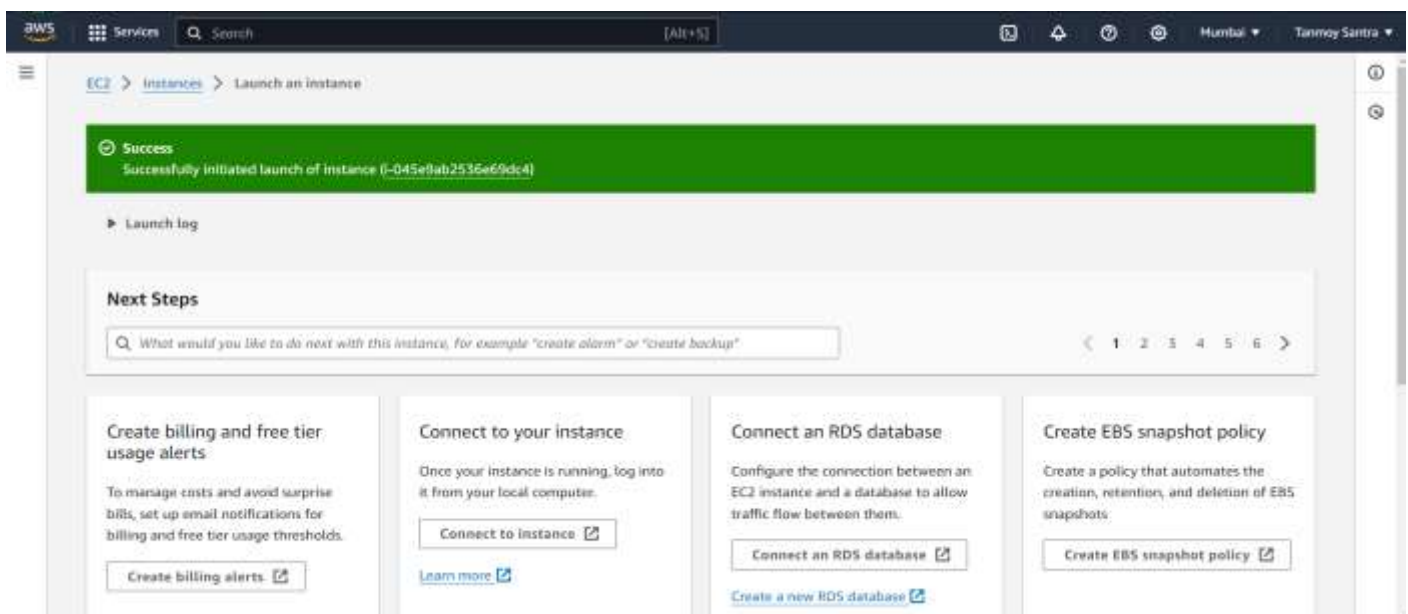 aws Services Search [Alt+S] Mumbai Tanmoy Santra
EC2 > Instances > Launch an instance
Success
Successfully initiated launch of instance (i-045e9ab2536e69dc4)
Launch log
Next Steps
What would you like to do next with this instance, for example "create alarm" or "create backup"
1 2 3 4 5 6
Create billing and free tier
usage alerts
To manage costs and avoid surprise
bills, set up email notifications for
billing and free tier usage thresholds.
Create billing alerts
Connect to your instance
Once your instance is running, log into
it from your local computer.
Connect to instance
Learn more
Connect an RDS database
Configure the connection between an
EC2 instance and a database to allow
traffic flow between them.
Connect an RDS database
Create a new RDS database
Create EBS snapshot policy
Create a policy that automates the
creation, retention, and deletion of EBS
snapshots
Create EBS snapshot policy